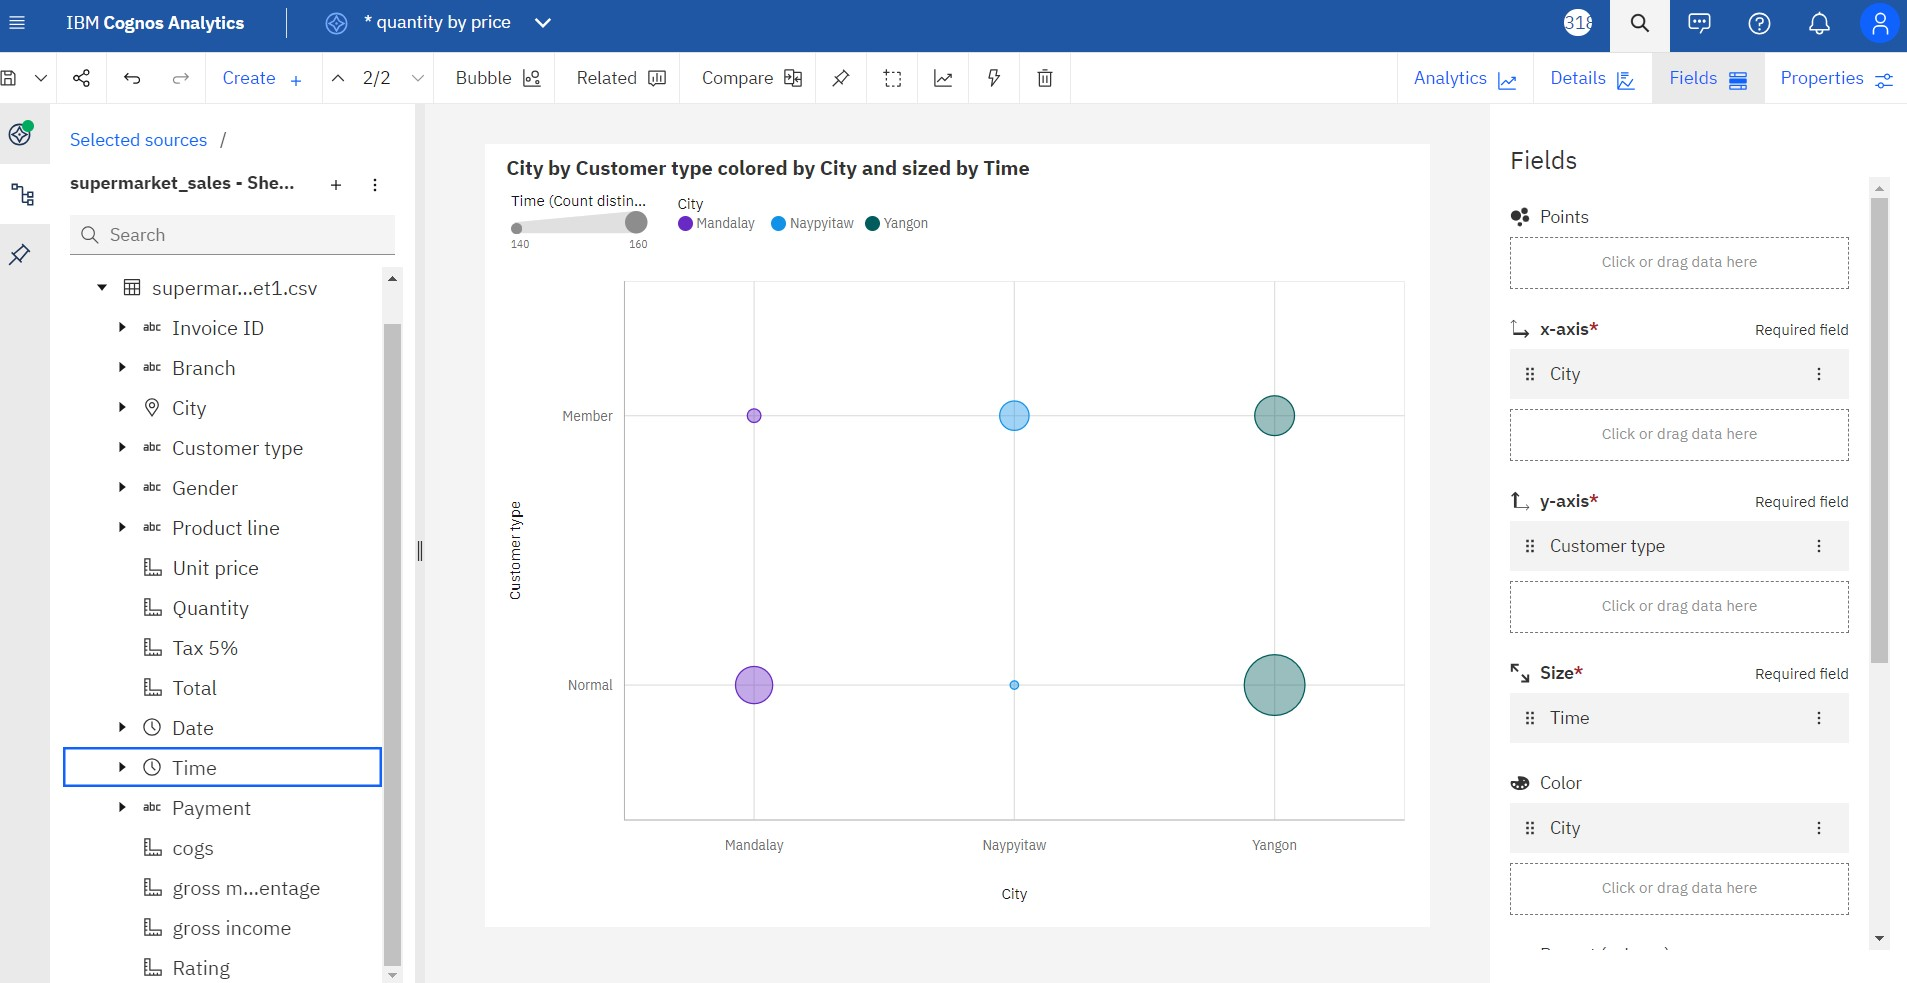 IBM Cognos Analytics
* quantity by price
318
Create +
2/2
Bubble
Related
Compare
Analytics
Details
Fields
Properties
Selected sources /
supermarket_sales - She...
Search
supermar...et1.csv
abc Invoice ID
abc Branch
City
abc Customer type
abc Gender
abc Product line
Unit price
Quantity
Tax 5%
Total
Date
Time
abc Payment
cogs
gross m...entage
gross income
Rating
City by Customer type colored by City and sized by Time
Time (Count distin...
140 160
City
Mandalay Naypyitaw Yangon
Customer type
Member
Normal
Mandalay Naypyitaw Yangon
City
Fields
Points
Click or drag data here
x-axis* Required field
City
Click or drag data here
y-axis* Required field
Customer type
Click or drag data here
Size* Required field
Time
Color
City
Click or drag data here